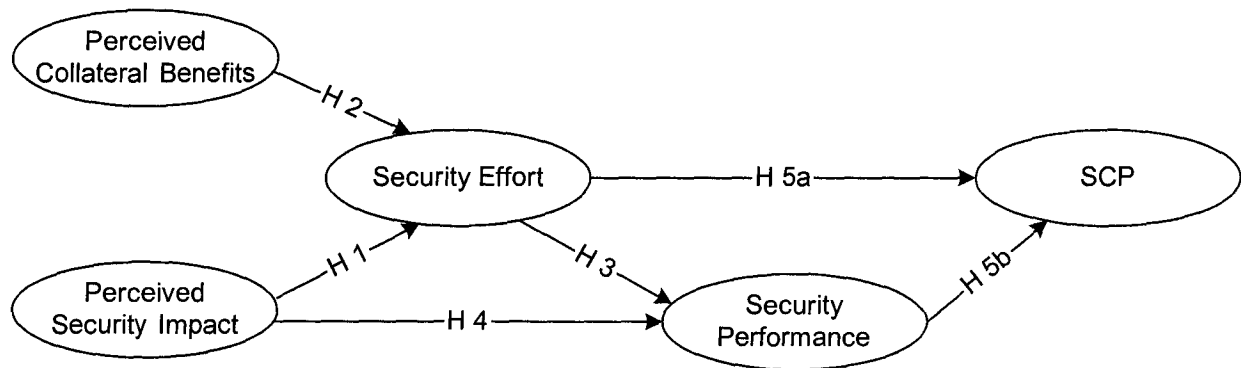 Perceived
Collateral Benefits
H 2
Security Effort
H 5a
SCP
H 1
H 3
H 5b
Perceived
Security Impact
H 4
Security
Performance